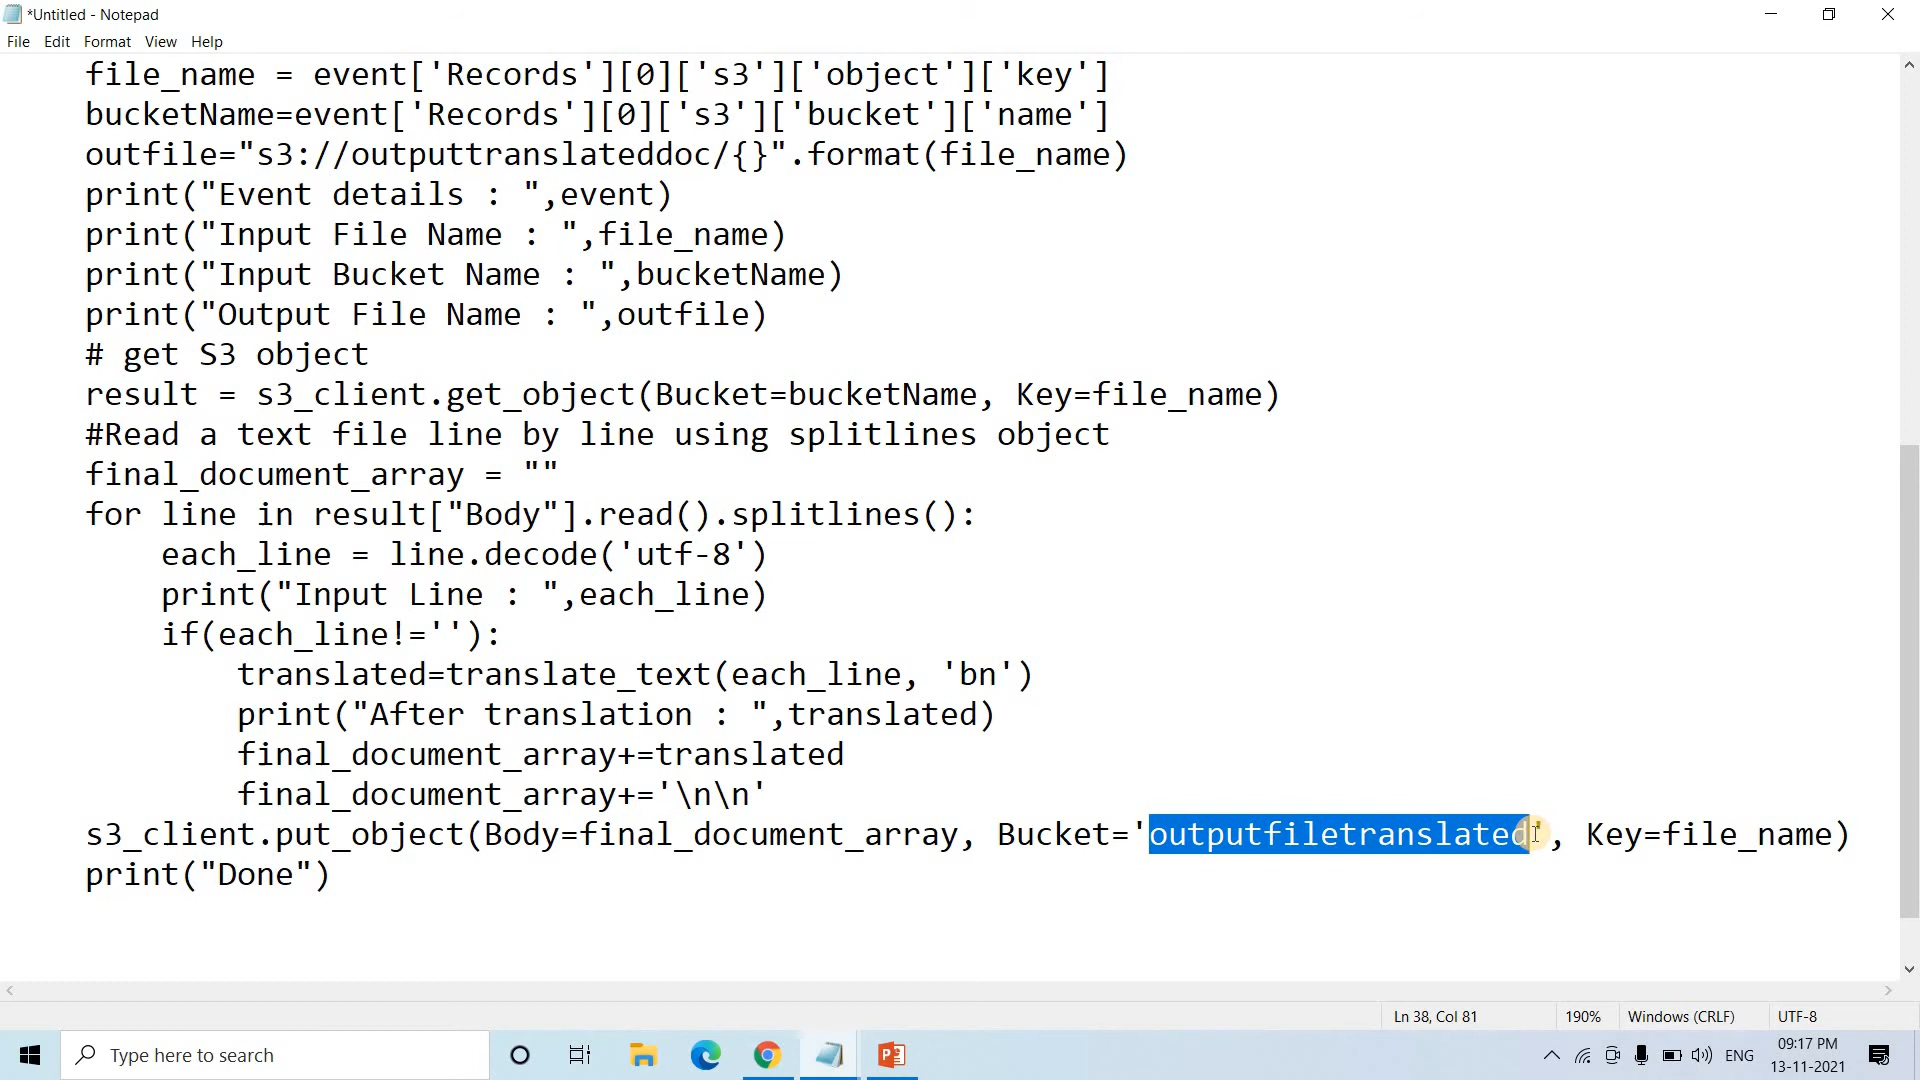 *Untitled - Notepad
File Edit Format View Help
file_name = event['Records'][0]['s3']['object']['key']
bucketName=event['Records'][0]['s3']['bucket']['name']
outfile="s3://outputtranslateddoc/{}".format(file_name)
print("Event details : ",event)
print("Input File Name : ",file_name)
print("Input Bucket Name : ",bucketName)
print("Output File Name : ",outfile)
# get S3 object
result = s3_client.get_object(Bucket=bucketName, Key=file_name)
#Read a text file line by line using splitlines object
final_document_array = ""
for line in result["Body"].read().splitlines():
    each_line = line.decode('utf-8')
    print("Input Line : ",each_line)
    if(each_line!=''):
        translated=translate_text(each_line, 'bn')
        print("After translation : ",translated)
        final_document_array+=translated
        final_document_array+='\n\n'
s3_client.put_object(Body=final_document_array, Bucket='outputfiletranslated', Key=file_name)
print("Done")
Ln 38, Col 81 190% Windows (CRLF) UTF-8
Type here to search
ENG
09:17 PM
13-11-2021